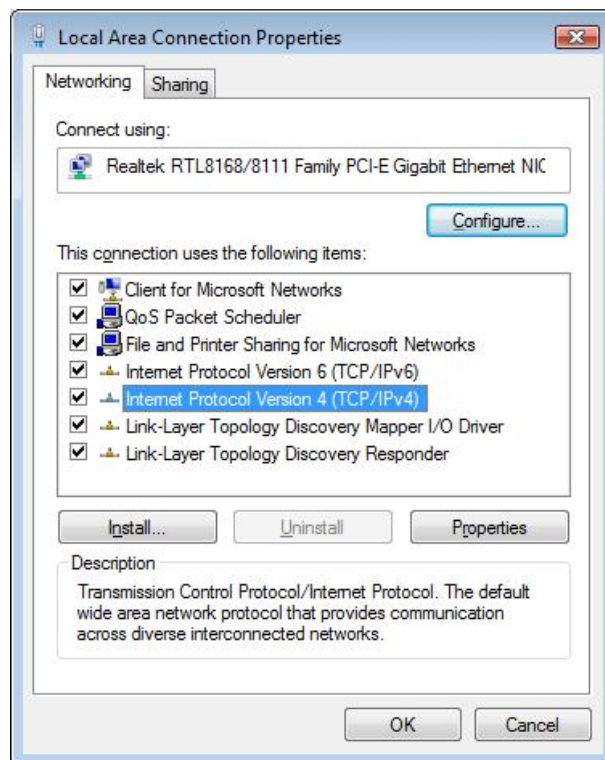 Local Area Connection Properties
Networking
Sharing
Connect using:
Realtek RTL8168/8111 Family PCI-E Gigabit Ethernet NIC
Configure...
This connection uses the following items:
Client for Microsoft Networks
QoS Packet Scheduler
File and Printer Sharing for Microsoft Networks
Internet Protocol Version 6 (TCP/IPv6)
Internet Protocol Version 4 (TCP/IPv4)
Link-Layer Topology Discovery Mapper I/O Driver
Link-Layer Topology Discovery Responder
Install...
Uninstall
Properties
Description
Transmission Control Protocol/Internet Protocol. The default
wide area network protocol that provides communication
across diverse interconnected networks.
OK
Cancel